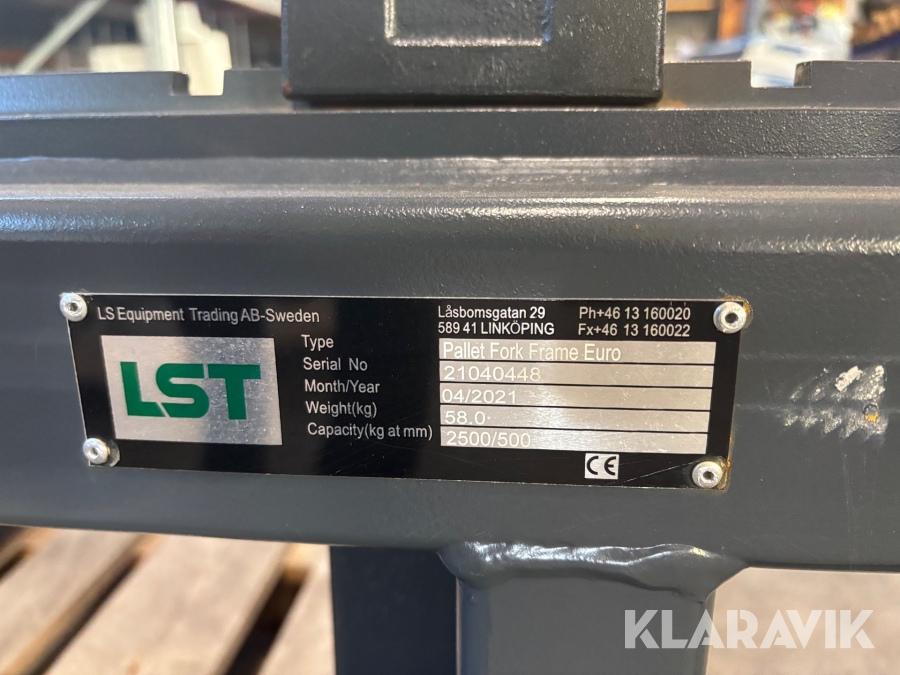 LS Equipment Trading AB-Sweden
Låsbomsgatan 29
589 41 LINKÖPING
Ph+46 13 160020
Fx+46 13 160022
LST
Type Pallet Fork Frame Euro
Serial No 21040448
Month/Year 04/2021
Weight(kg) 58.0
Capacity(kg at mm) 2500/500
CE
KLARAVIK